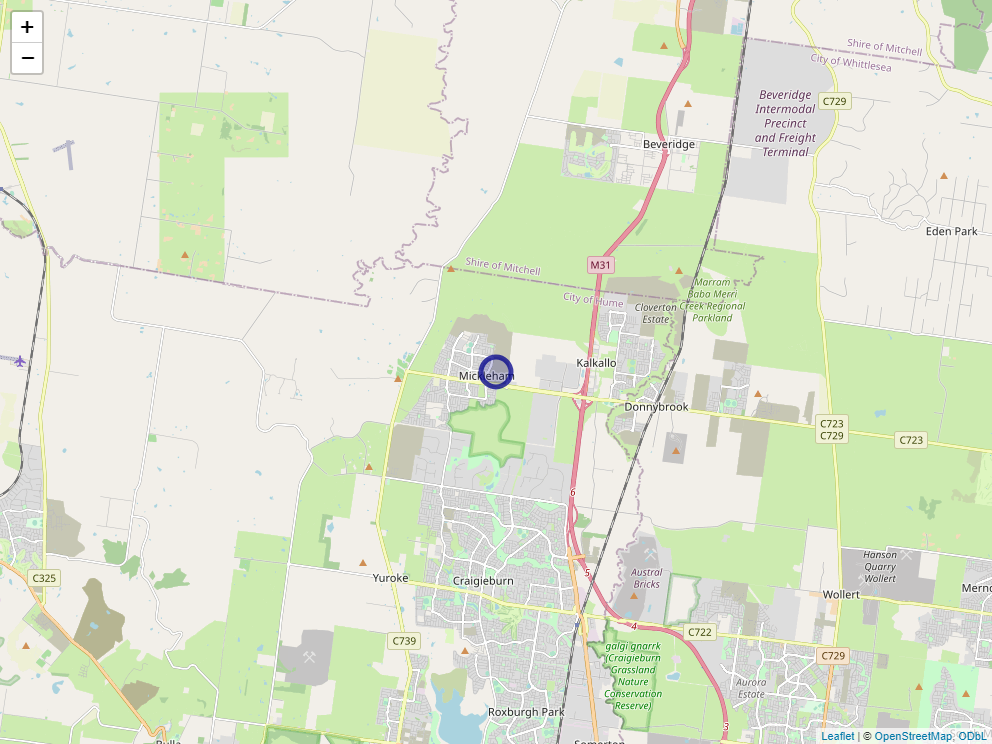 +
−
Shire of Mitchell
City of Whittlesea
Beveridge
Intermodal
Precinct
and Freight
Terminal
C729
Beveridge
Eden Park
M31
Shire of Mitchell
City of Hume
Marram
Baba Merri
Creek Regional
Parkland
Cloverton
Estate
Kalkallo
Mickleham
Donnybrook
C723
C729
C723
6
5
Hanson
Quarry
Wollert
Austral
Bricks
C325
Yuroke
Craigieburn
Wollert
4
C722
C739
galgi gnarrk
(Craigieburn
Grassland
Nature
Conservation
Reserve)
C729
Aurora
Estate
Roxburgh Park
3
Leaflet | © OpenStreetMap, ODbL